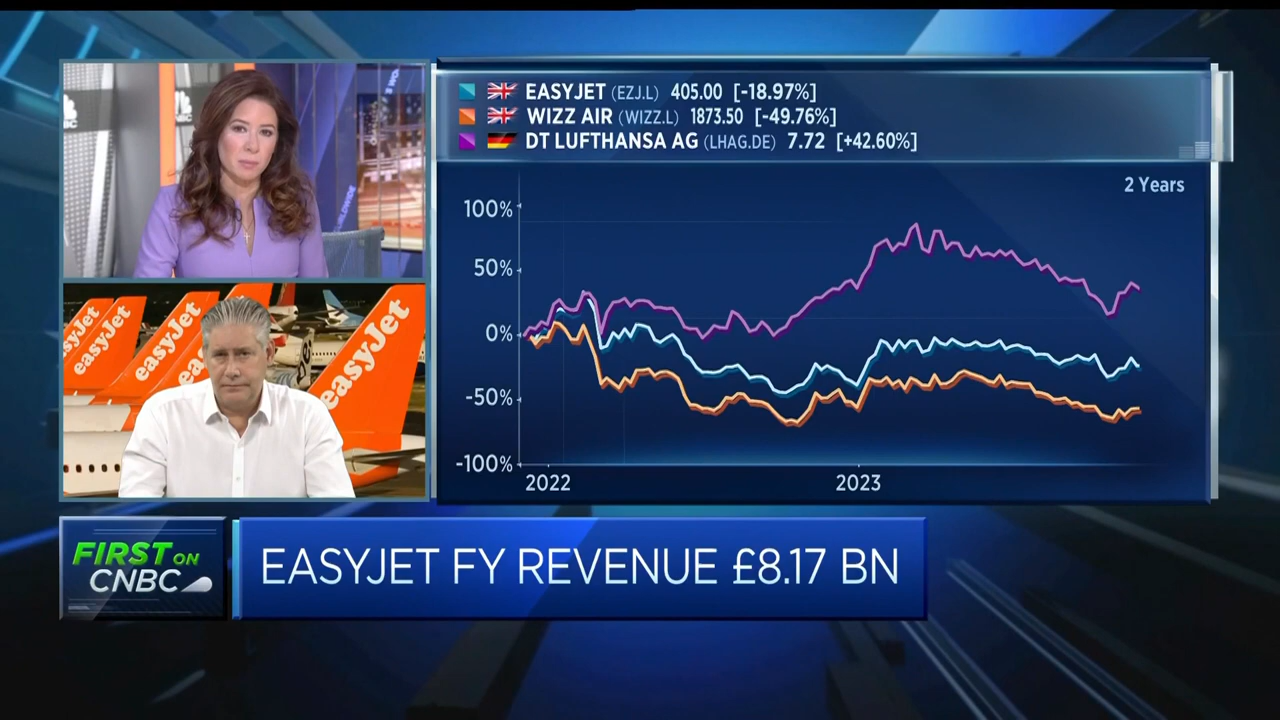 EASYJET (EZJ.L) 405.00 [-18.97%]
WIZZ AIR (WIZZ.L) 1873.50 [-49.76%]
DT LUFTHANSA AG (LHAG.DE) 7.72 [+42.60%]
2 Years
100%
50%
0%
-50%
-100%
2022
2023
easyJet
easyJet
easyJet
easyJet
FIRST ON
CNBC
EASYJET FY REVENUE £8.17 BN